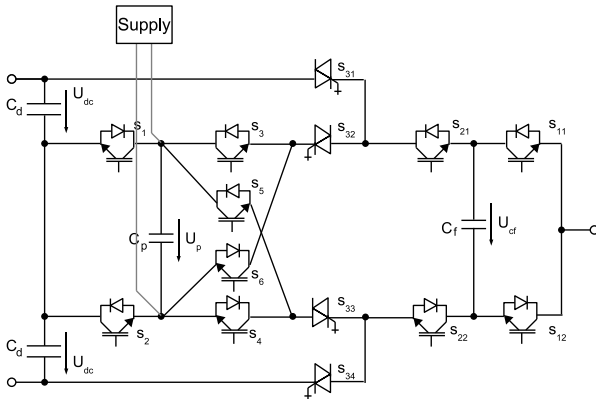 Supply
S31
Udc
Cd
S1
S3
S32
S21
S11
S5
Cp
Up
Cf
Ucf
S6
S33
Cd
S2
S4
S22
S12
Udc
S34